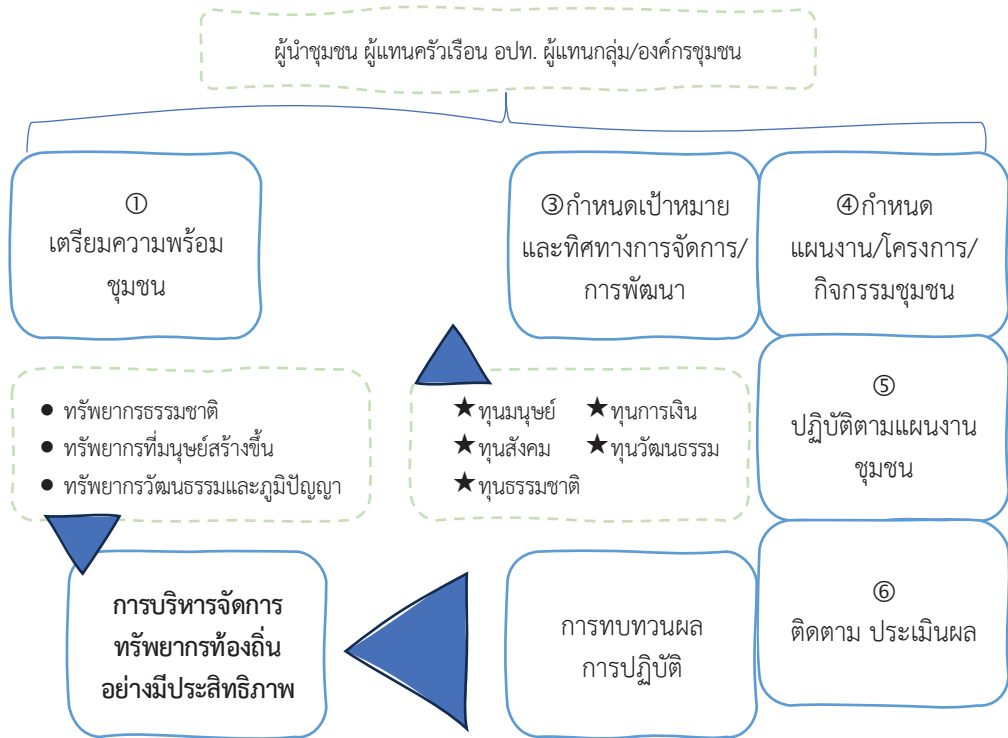 ผู้นำชุมชน ผู้แทนครัวเรือน อปท. ผู้แทนกลุ่ม/องค์กรชุมชน
①
เตรียมความพร้อม
ชุมชน
③กำหนดเป้าหมาย
และทิศทางการจัดการ/
การพัฒนา
④กำหนด
แผนงาน/โครงการ/
กิจกรรมชุมชน
● ทรัพยากรธรรมชาติ
● ทรัพยากรที่มนุษย์สร้างขึ้น
● ทรัพยากรวัฒนธรรมและภูมิปัญญา
★ทุนมนุษย์ ★ทุนการเงิน
★ทุนสังคม ★ทุนวัฒนธรรม
★ทุนธรรมชาติ
⑤
ปฏิบัติตามแผนงาน
ชุมชน
การบริหารจัดการ
ทรัพยากรท้องถิ่น
อย่างมีประสิทธิภาพ
การทบทวนผล
การปฏิบัติ
⑥
ติดตาม ประเมินผล